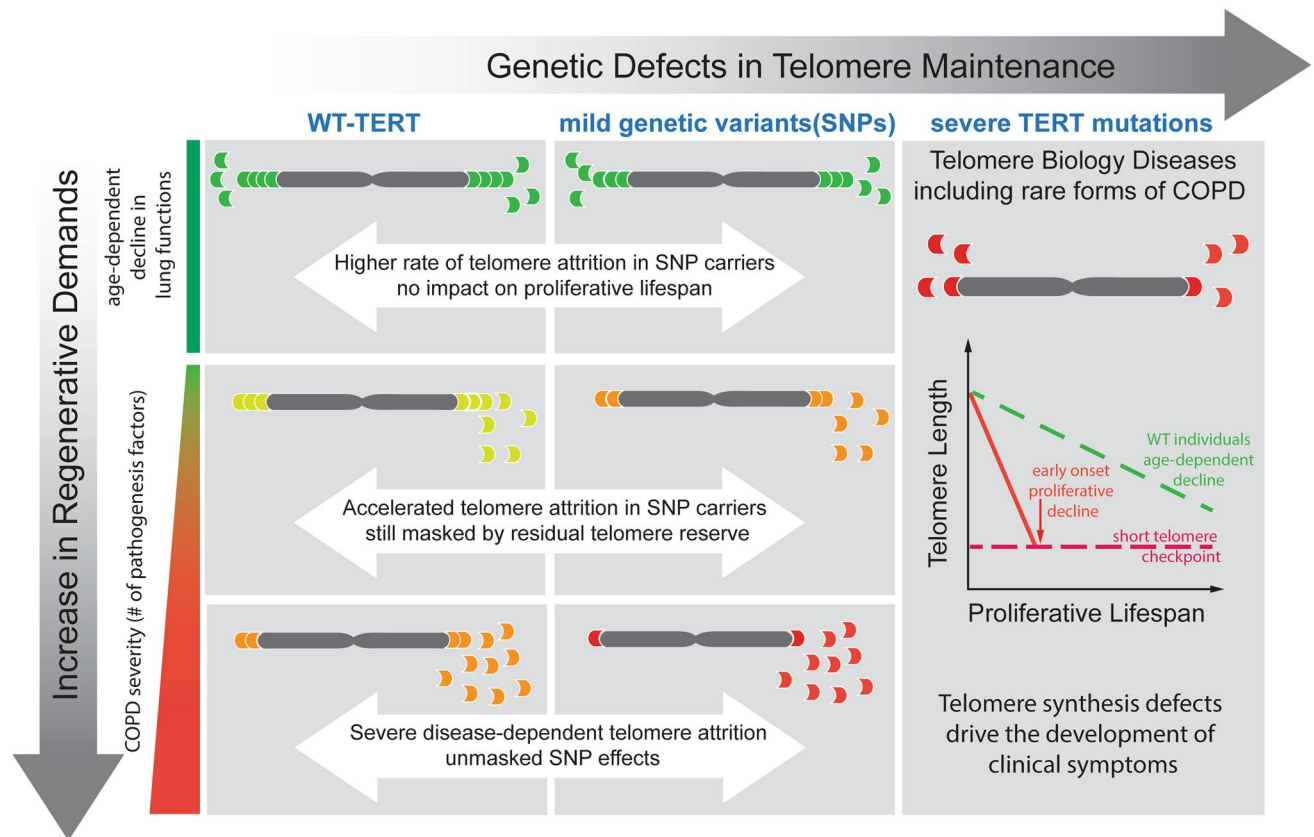 Genetic Defects in Telomere Maintenance
WT-TERT
mild genetic variants(SNPs)
severe TERT mutations
Increase in Regenerative Demands
age-dependent
decline in
lung functions
COPD severity (# of pathogenesis factors)
Higher rate of telomere attrition in SNP carriers
no impact on proliferative lifespan
Accelerated telomere attrition in SNP carriers
still masked by residual telomere reserve
Severe disease-dependent telomere attrition
unmasked SNP effects
Telomere Biology Diseases
including rare forms of COPD
Telomere Length
WT individuals
age-dependent
decline
early onset
proliferative
decline
short telomere
checkpoint
Proliferative Lifespan
Telomere synthesis defects
drive the development of
clinical symptoms